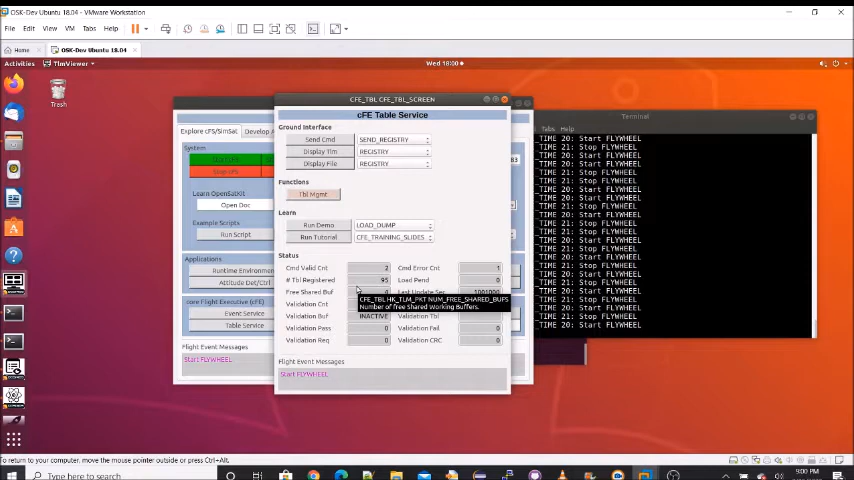 OSK-Dev Ubuntu 18.04 - VMware Workstation
File Edit View VM Tabs Help
Home OSK-Dev Ubuntu 18.04
Activities TlmViewer Wed 18:00
Trash
CFE_TBL CFE_TBL_SCREEN
cFE Table Service
Ground Interface
Send Cmd SEND_REGISTRY
Display Tlm REGISTRY
Display File REGISTRY
Functions
Tbl Mgmt
Learn
Run Demo LOAD_DUMP
Run Tutorial CFE_TRAINING_SLIDES
Status
Cmd Valid Cnt 2 Cmd Error Cnt 1
# Tbl Registered 95 Load Pend 0
Free Shared Buf Last Update Sec 1001000
CFE_TBL HK_TLM_PKT NUM_FREE_SHARED_BUFS
Number of free Shared Working Buffers.
Validation Cnt
Validation Buf INACTIVE Validation Tbl
Validation Pass 0 Validation Fail 0
Validation Req 0 Validation CRC 0
Flight Event Messages
Start FLYWHEEL
Explore cFS/SimSat Develop A
System
Learn OpenSatKit
Open Doc
Example Scripts
Run Script
Applications
Runtime Environme
Attitude Det/Ctrl
core Flight Executive (cFE)
Event Service
Table Service
Flight Event Messages
Start FLYWHEEL
83
Terminal
Tabs Help
TIME 20: Start FLYWHEEL
TIME 21: Stop FLYWHEEL
TIME 20: Start FLYWHEEL
TIME 21: Stop FLYWHEEL
TIME 20: Start FLYWHEEL
TIME 21: Stop FLYWHEEL
TIME 20: Start FLYWHEEL
TIME 21: Stop FLYWHEEL
TIME 20: Start FLYWHEEL
TIME 21: Stop FLYWHEEL
TIME 20: Start FLYWHEEL
TIME 21: Stop FLYWHEEL
TIME 20: Start FLYWHEEL
TIME 21: Stop FLYWHEEL
TIME 20: Start FLYWHEEL
TIME 21: Stop FLYWHEEL
TIME 20: Start FLYWHEEL
TIME 21: Stop FLYWHEEL
TIME 20: Start FLYWHEEL
TIME 21: Stop FLYWHEEL
TIME 20: Start FLYWHEEL
To return to your computer, move the mouse pointer outside or press Ctrl+Alt.
Type here to search
9:00 PM